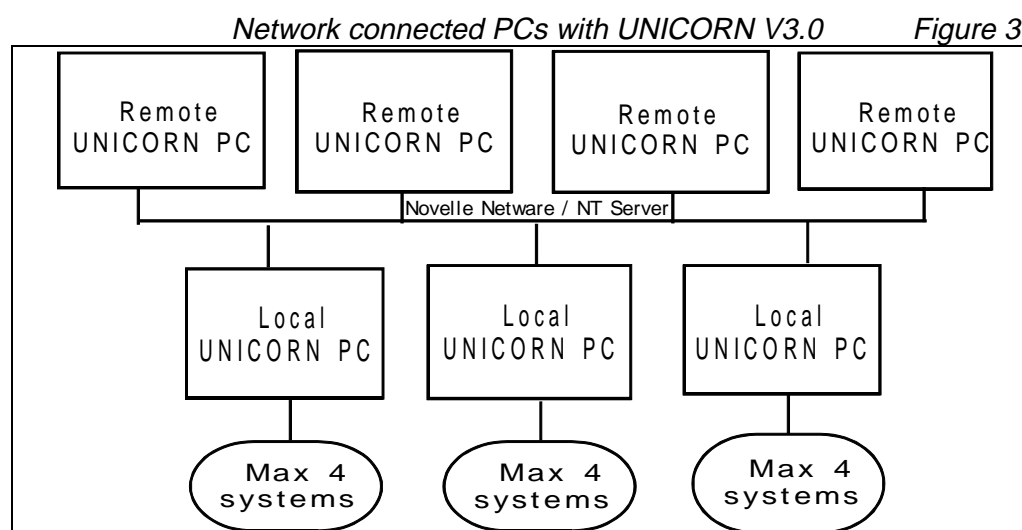 Network connected PCs with UNICORN V3.0 Figure 3
Remote
UNICORN PC
Remote
UNICORN PC
Remote
UNICORN PC
Remote
UNICORN PC
Novelle Netware / NT Server
Local
UNICORN PC
Local
UNICORN PC
Local
UNICORN PC
Max 4
systems
Max 4
systems
Max 4
systems